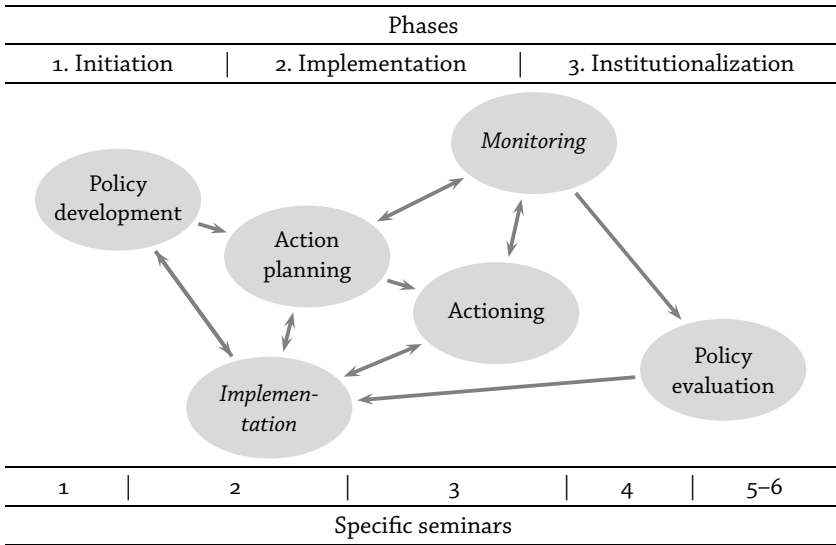 Phases
1. Initiation | 2. Implementation | 3. Institutionalization
Monitoring
Policy
development
Action
planning
Actioning
Policy
evaluation
Implemen-
tation
1 | 2 | 3 | 4 | 5–6
Specific seminars